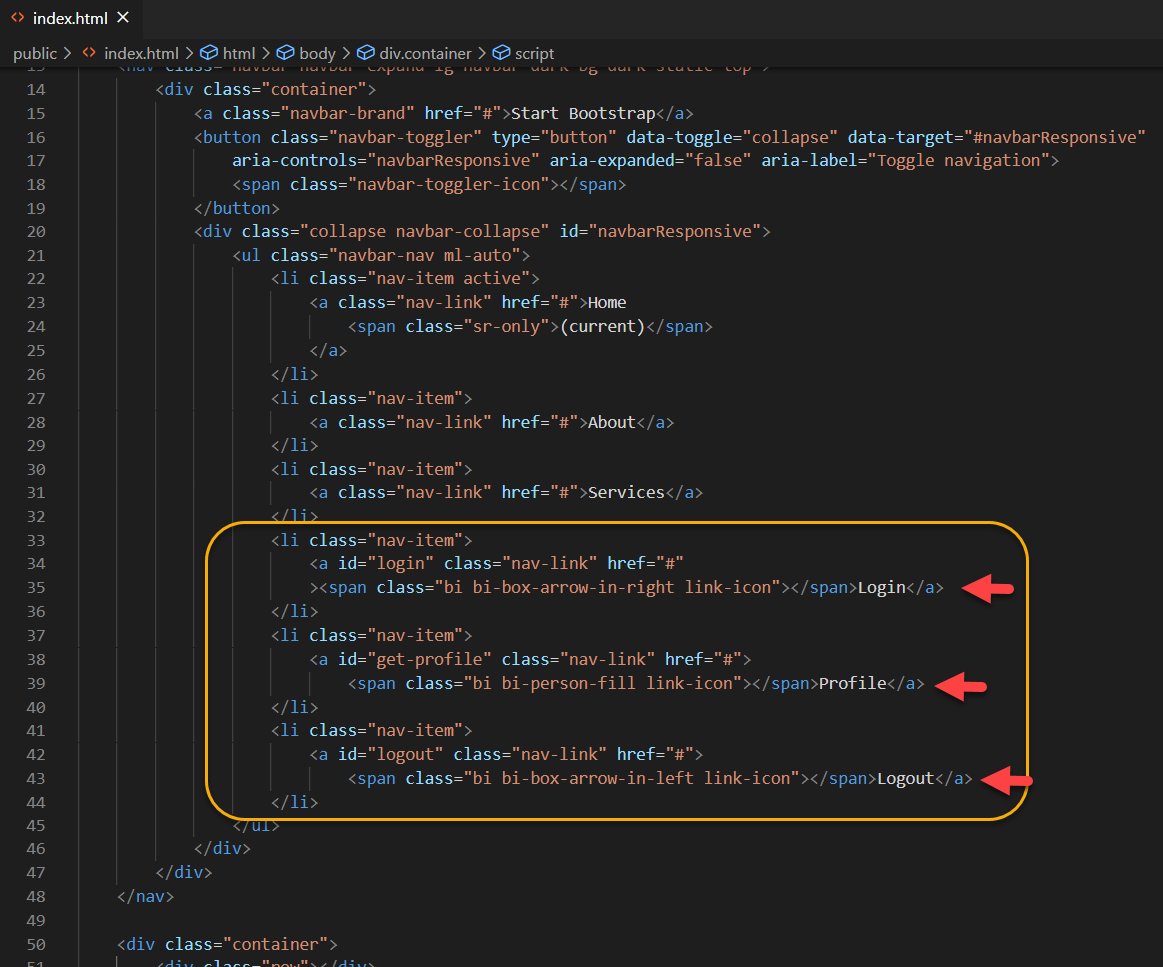 index.html
public > index.html > html > body > div.container > script
13 <nav class="navbar navbar-expand-lg navbar-dark bg-dark static-top">
14 <div class="container">
15 <a class="navbar-brand" href="#">Start Bootstrap</a>
16 <button class="navbar-toggler" type="button" data-toggle="collapse" data-target="#navbarResponsive"
17 aria-controls="navbarResponsive" aria-expanded="false" aria-label="Toggle navigation">
18 <span class="navbar-toggler-icon"></span>
19 </button>
20 <div class="collapse navbar-collapse" id="navbarResponsive">
21 <ul class="navbar-nav ml-auto">
22 <li class="nav-item active">
23 <a class="nav-link" href="#">Home
24 <span class="sr-only">(current)</span>
25 </a>
26 </li>
27 <li class="nav-item">
28 <a class="nav-link" href="#">About</a>
29 </li>
30 <li class="nav-item">
31 <a class="nav-link" href="#">Services</a>
32 </li>
33 <li class="nav-item">
34 <a id="login" class="nav-link" href="#"
35 ><span class="bi bi-box-arrow-in-right link-icon"></span>Login</a>
36 </li>
37 <li class="nav-item">
38 <a id="get-profile" class="nav-link" href="#">
39 <span class="bi bi-person-fill link-icon"></span>Profile</a>
40 </li>
41 <li class="nav-item">
42 <a id="logout" class="nav-link" href="#">
43 <span class="bi bi-box-arrow-in-left link-icon"></span>Logout</a>
44 </li>
45 </ul>
46 </div>
47 </div>
48 </nav>
49
50 <div class="container">
51 <div class="row"></div>